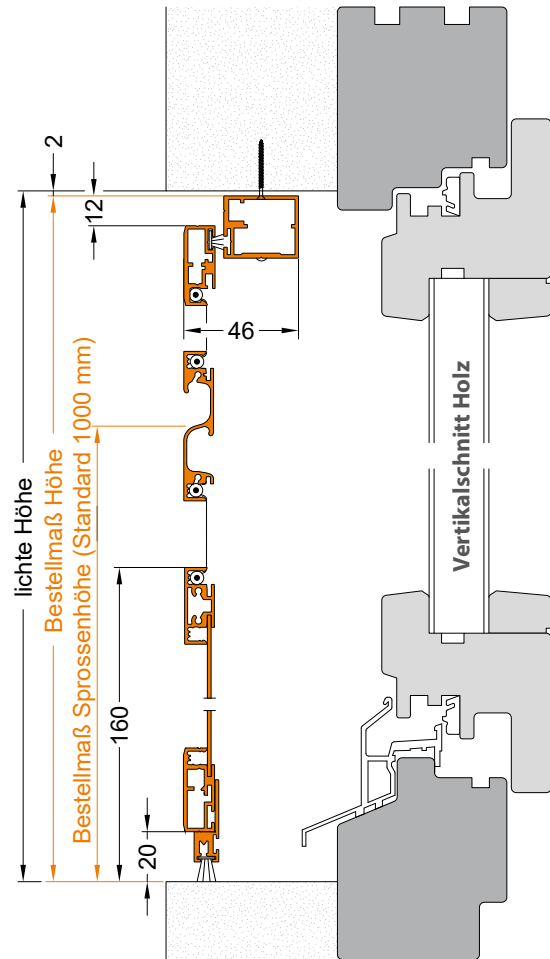 2
12
46
lichte Höhe
Bestellmaß Höhe
Bestellmaß Sprossenhöhe (Standard 1000 mm)
Vertikalschnitt Holz
160
20